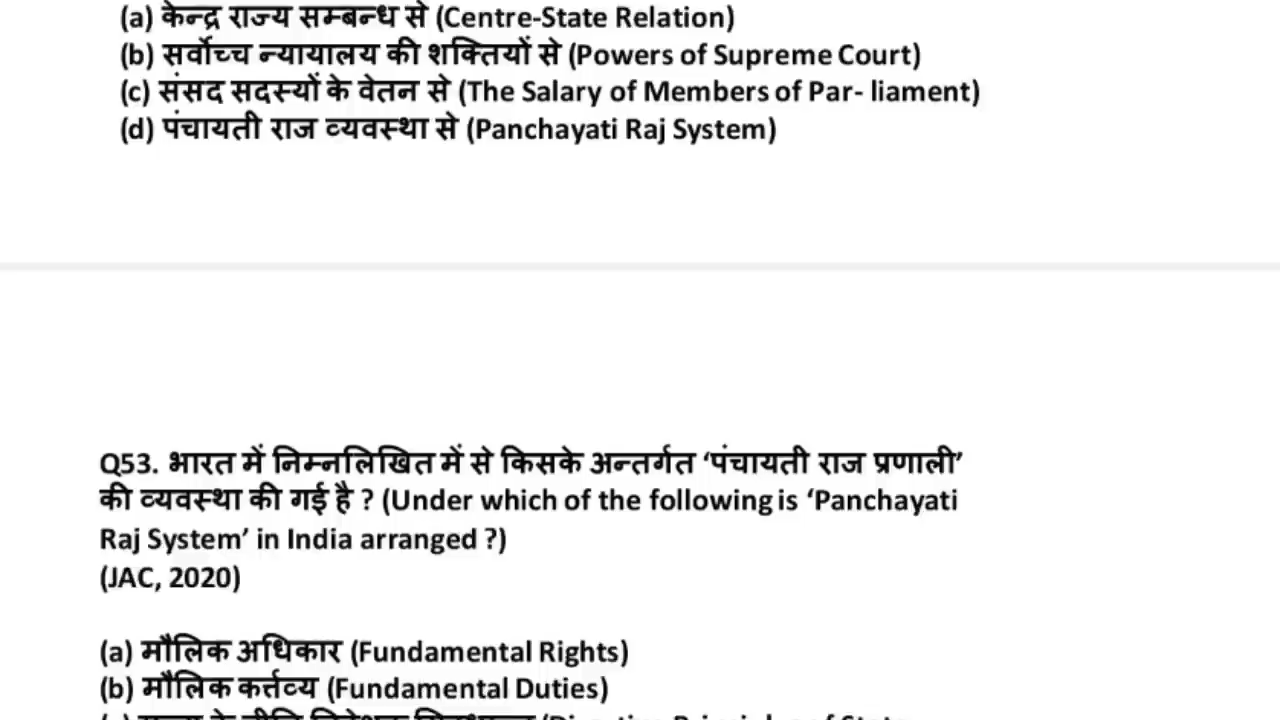 (a) केन्द्र राज्य सम्बन्ध से (Centre-State Relation)
(b) सर्वोच्च न्यायालय की शक्तियों से (Powers of Supreme Court)
(c) संसद सदस्यों के वेतन से (The Salary of Members of Par- liament)
(d) पंचायती राज व्यवस्था से (Panchayati Raj System)
Q53. भारत में निम्नलिखित में से किसके अन्तर्गत ‘पंचायती राज प्रणाली’
की व्यवस्था की गई है ? (Under which of the following is ‘Panchayati
Raj System’ in India arranged ?)
(JAC, 2020)
(a) मौलिक अधिकार (Fundamental Rights)
(b) मौलिक कर्त्तव्य (Fundamental Duties)